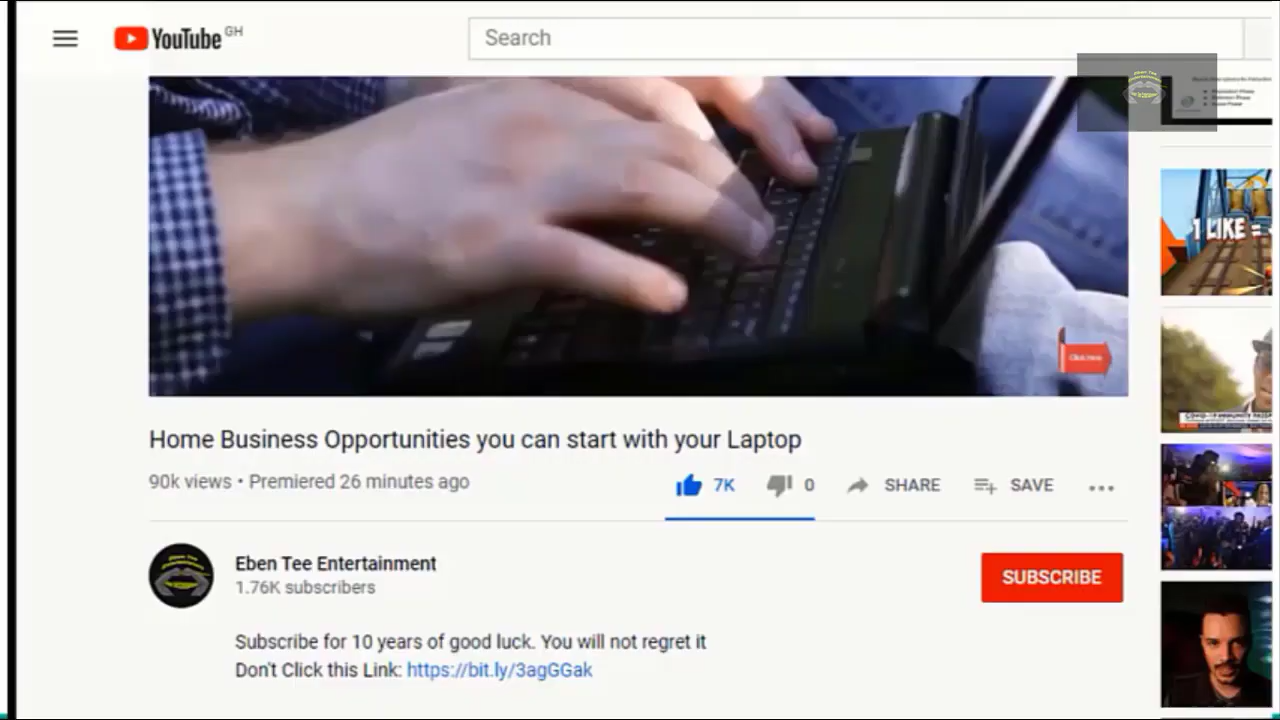 YouTube GH
Search
Click Here
1 LIKE =
Home Business Opportunities you can start with your Laptop
90k views • Premiered 26 minutes ago
7K
0
SHARE
SAVE
Eben Tee Entertainment
1.76K subscribers
SUBSCRIBE
Subscribe for 10 years of good luck. You will not regret it
Don't Click this Link: https://bit.ly/3agGGak